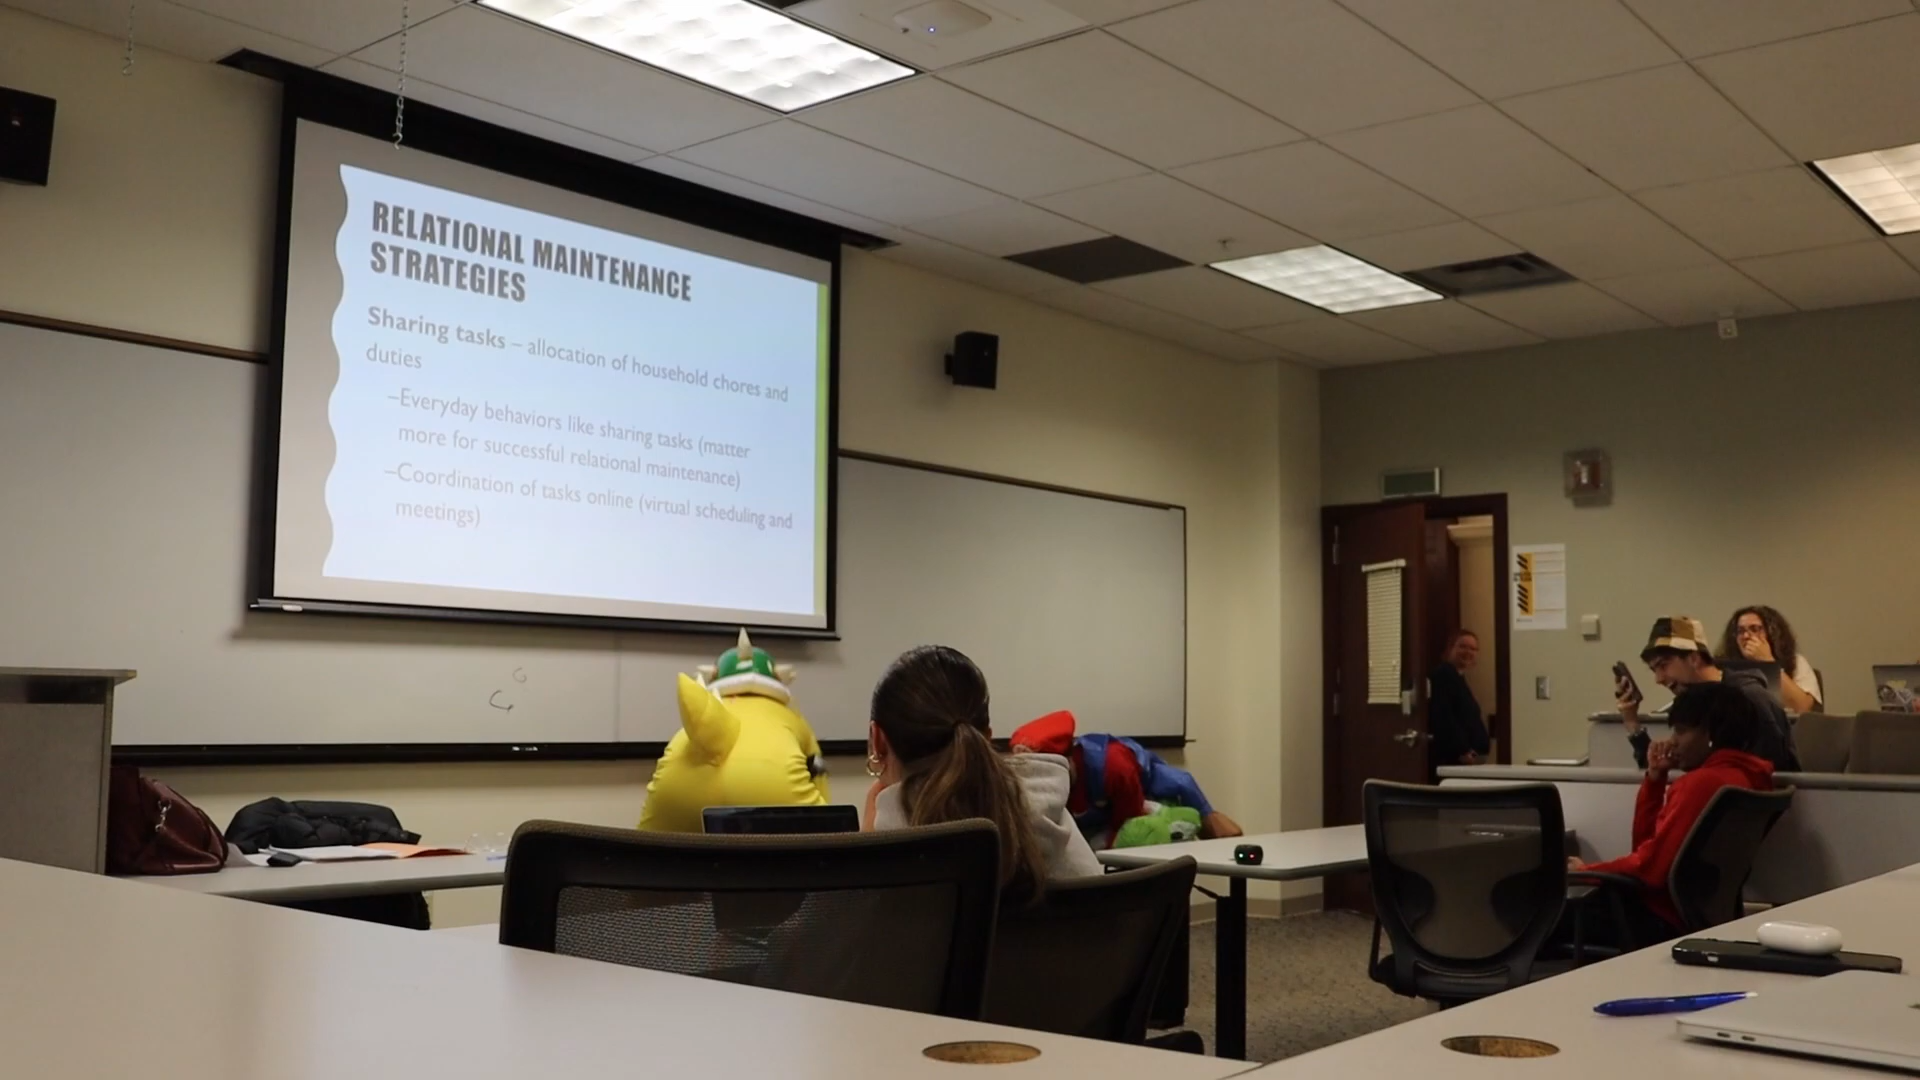 RELATIONAL MAINTENANCE
STRATEGIES
Sharing tasks – allocation of household chores and
duties
–Everyday behaviors like sharing tasks (matter
more for successful relational maintenance)
–Coordination of tasks online (virtual scheduling and
meetings)